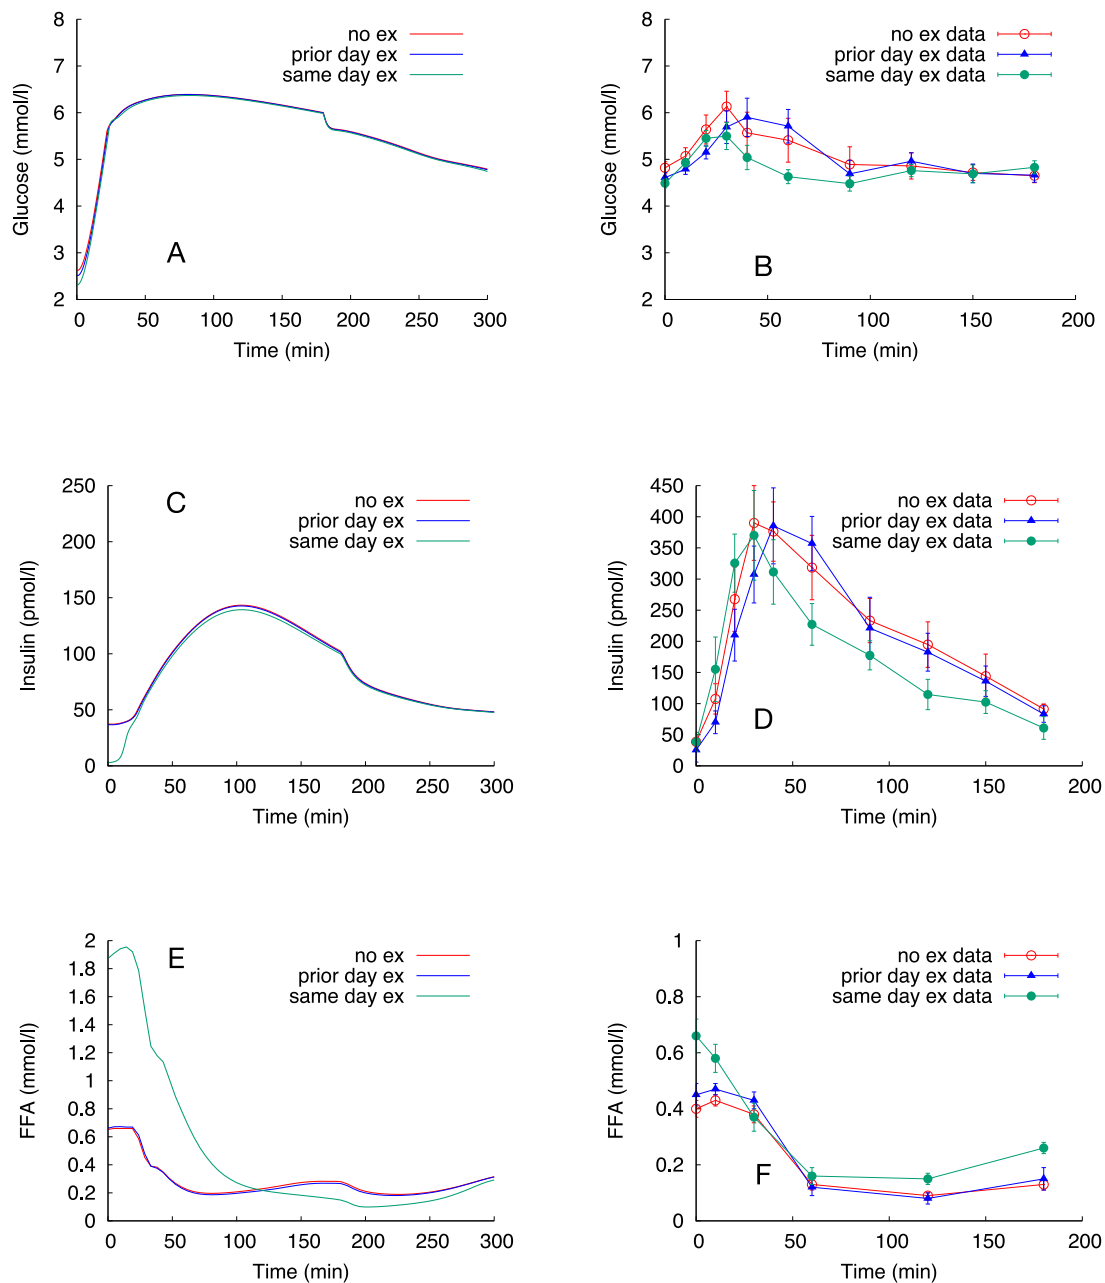 8
7
6
5
4
3
2
Glucose (mmol/l)
no ex
prior day ex
same day ex
A
0 50 100 150 200 250 300
Time (min)
8
7
6
5
4
3
2
Glucose (mmol/l)
no ex data
prior day ex data
same day ex data
B
0 50 100 150 200
Time (min)
250
200
150
100
50
0
Insulin (pmol/l)
C
no ex
prior day ex
same day ex
0 50 100 150 200 250 300
Time (min)
450
400
350
300
250
200
150
100
50
0
Insulin (pmol/l)
no ex data
prior day ex data
same day ex data
D
0 50 100 150 200
Time (min)
2
1.8
1.6
1.4
1.2
1
0.8
0.6
0.4
0.2
0
FFA (mmol/l)
E
no ex
prior day ex
same day ex
0 50 100 150 200 250 300
Time (min)
1
0.8
0.6
0.4
0.2
0
FFA (mmol/l)
no ex data
prior day ex data
same day ex data
F
0 50 100 150 200
Time (min)